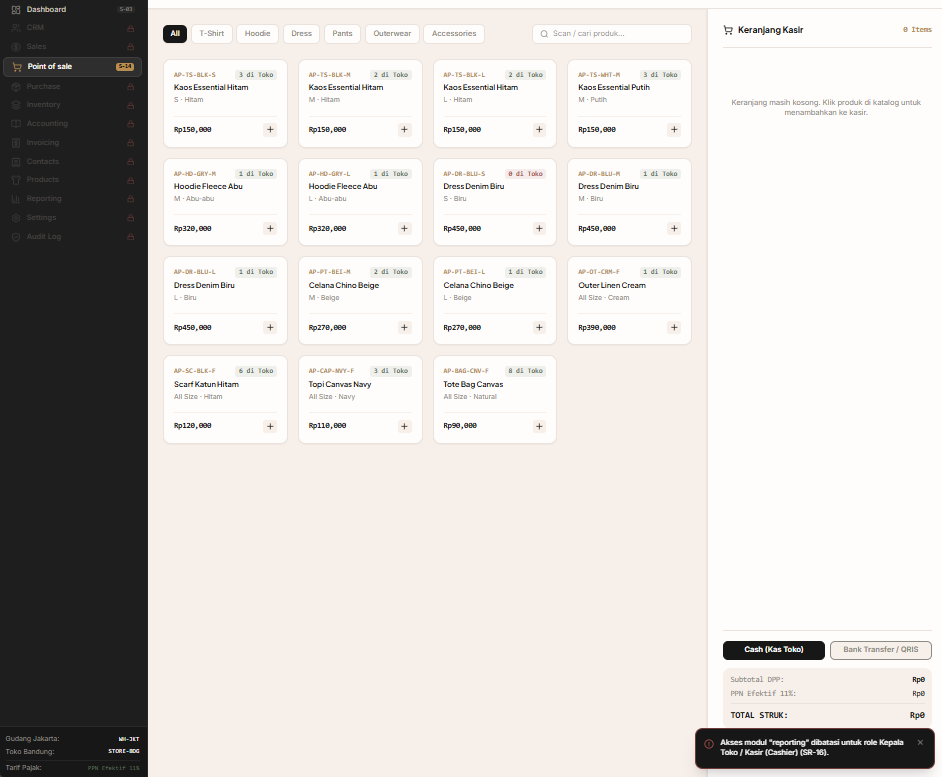 Dashboard S-03
CRM
Sales
Point of sale S-14
Purchase
Inventory
Accounting
Invoicing
Contacts
Products
Reporting
Settings
Audit Log
Gudang Jakarta: WH-JKT
Toko Bandung: STORE-BDG
Tarif Pajak: PPN Efektif 11%
All T-Shirt Hoodie Dress Pants Outerwear Accessories
Scan / cari produk...
AP-TS-BLK-S 3 di Toko
Kaos Essential Hitam
S · Hitam
Rp150,000 +
AP-TS-BLK-M 2 di Toko
Kaos Essential Hitam
M · Hitam
Rp150,000 +
AP-TS-BLK-L 2 di Toko
Kaos Essential Hitam
L · Hitam
Rp150,000 +
AP-TS-WHT-M 3 di Toko
Kaos Essential Putih
M · Putih
Rp150,000 +
AP-HD-GRY-M 1 di Toko
Hoodie Fleece Abu
M · Abu-abu
Rp320,000 +
AP-HD-GRY-L 1 di Toko
Hoodie Fleece Abu
L · Abu-abu
Rp320,000 +
AP-DR-BLU-S 0 di Toko
Dress Denim Biru
S · Biru
Rp450,000 +
AP-DR-BLU-M 1 di Toko
Dress Denim Biru
M · Biru
Rp450,000 +
AP-DR-BLU-L 1 di Toko
Dress Denim Biru
L · Biru
Rp450,000 +
AP-PT-BEI-M 2 di Toko
Celana Chino Beige
M · Beige
Rp270,000 +
AP-PT-BEI-L 1 di Toko
Celana Chino Beige
L · Beige
Rp270,000 +
AP-OT-CRM-F 1 di Toko
Outer Linen Cream
All Size · Cream
Rp390,000 +
AP-SC-BLK-F 6 di Toko
Scarf Katun Hitam
All Size · Hitam
Rp120,000 +
AP-CAP-NVY-F 3 di Toko
Topi Canvas Navy
All Size · Navy
Rp110,000 +
AP-BAG-CNV-F 8 di Toko
Tote Bag Canvas
All Size · Natural
Rp90,000 +
Keranjang Kasir 0 Items
Keranjang masih kosong. Klik produk di katalog untuk
menambahkan ke kasir.
Cash (Kas Toko) Bank Transfer / QRIS
Subtotal DPP: Rp0
PPN Efektif 11%: Rp0
TOTAL STRUK: Rp0
Akses modul "reporting" dibatasi untuk role Kepala
Toko / Kasir (Cashier) (SR-16).